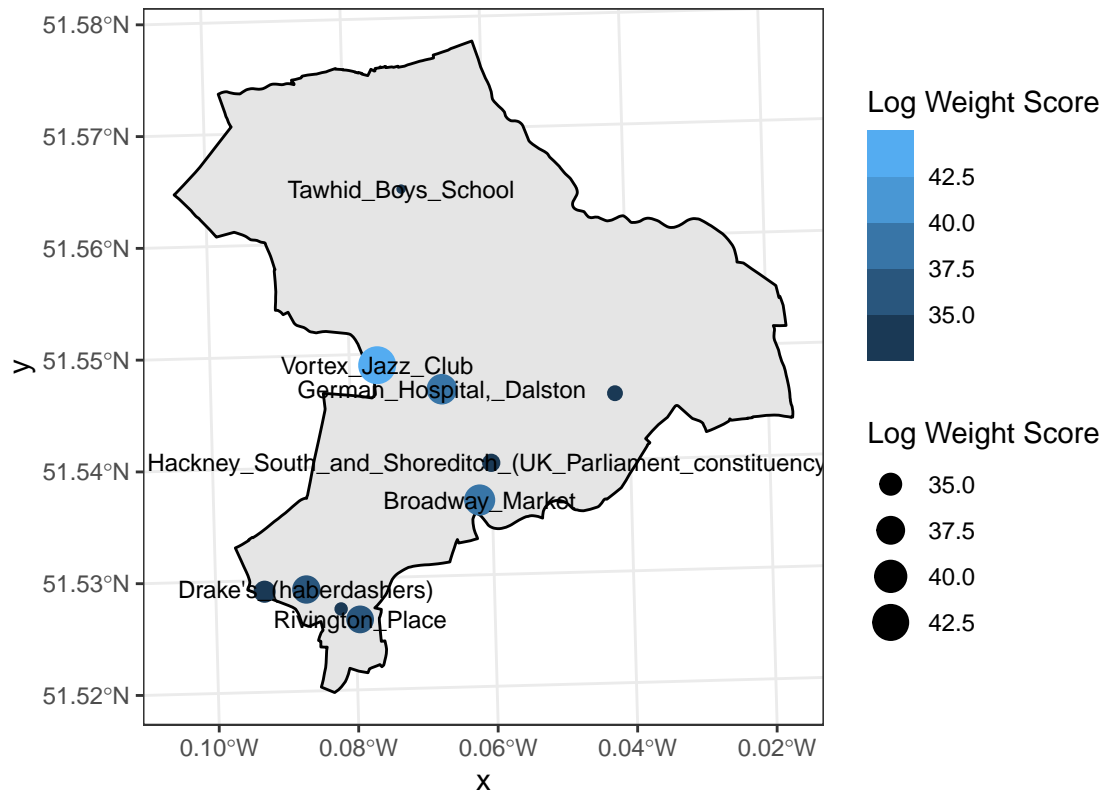 51.58°N
51.57°N
51.56°N
51.55°N
51.54°N
51.53°N
51.52°N
y
Tawhid_Boys_School
Vortex_Jazz_Club
German_Hospital,_Dalston
Hackney_South_and_Shoreditch_(UK_Parliament_constituency
Broadway_Market
Drake's_(haberdashers)
Rivington_Place
0.10°W
0.08°W
0.06°W
0.04°W
0.02°W
x
Log Weight Score
42.5
40.0
37.5
35.0
Log Weight Score
35.0
37.5
40.0
42.5